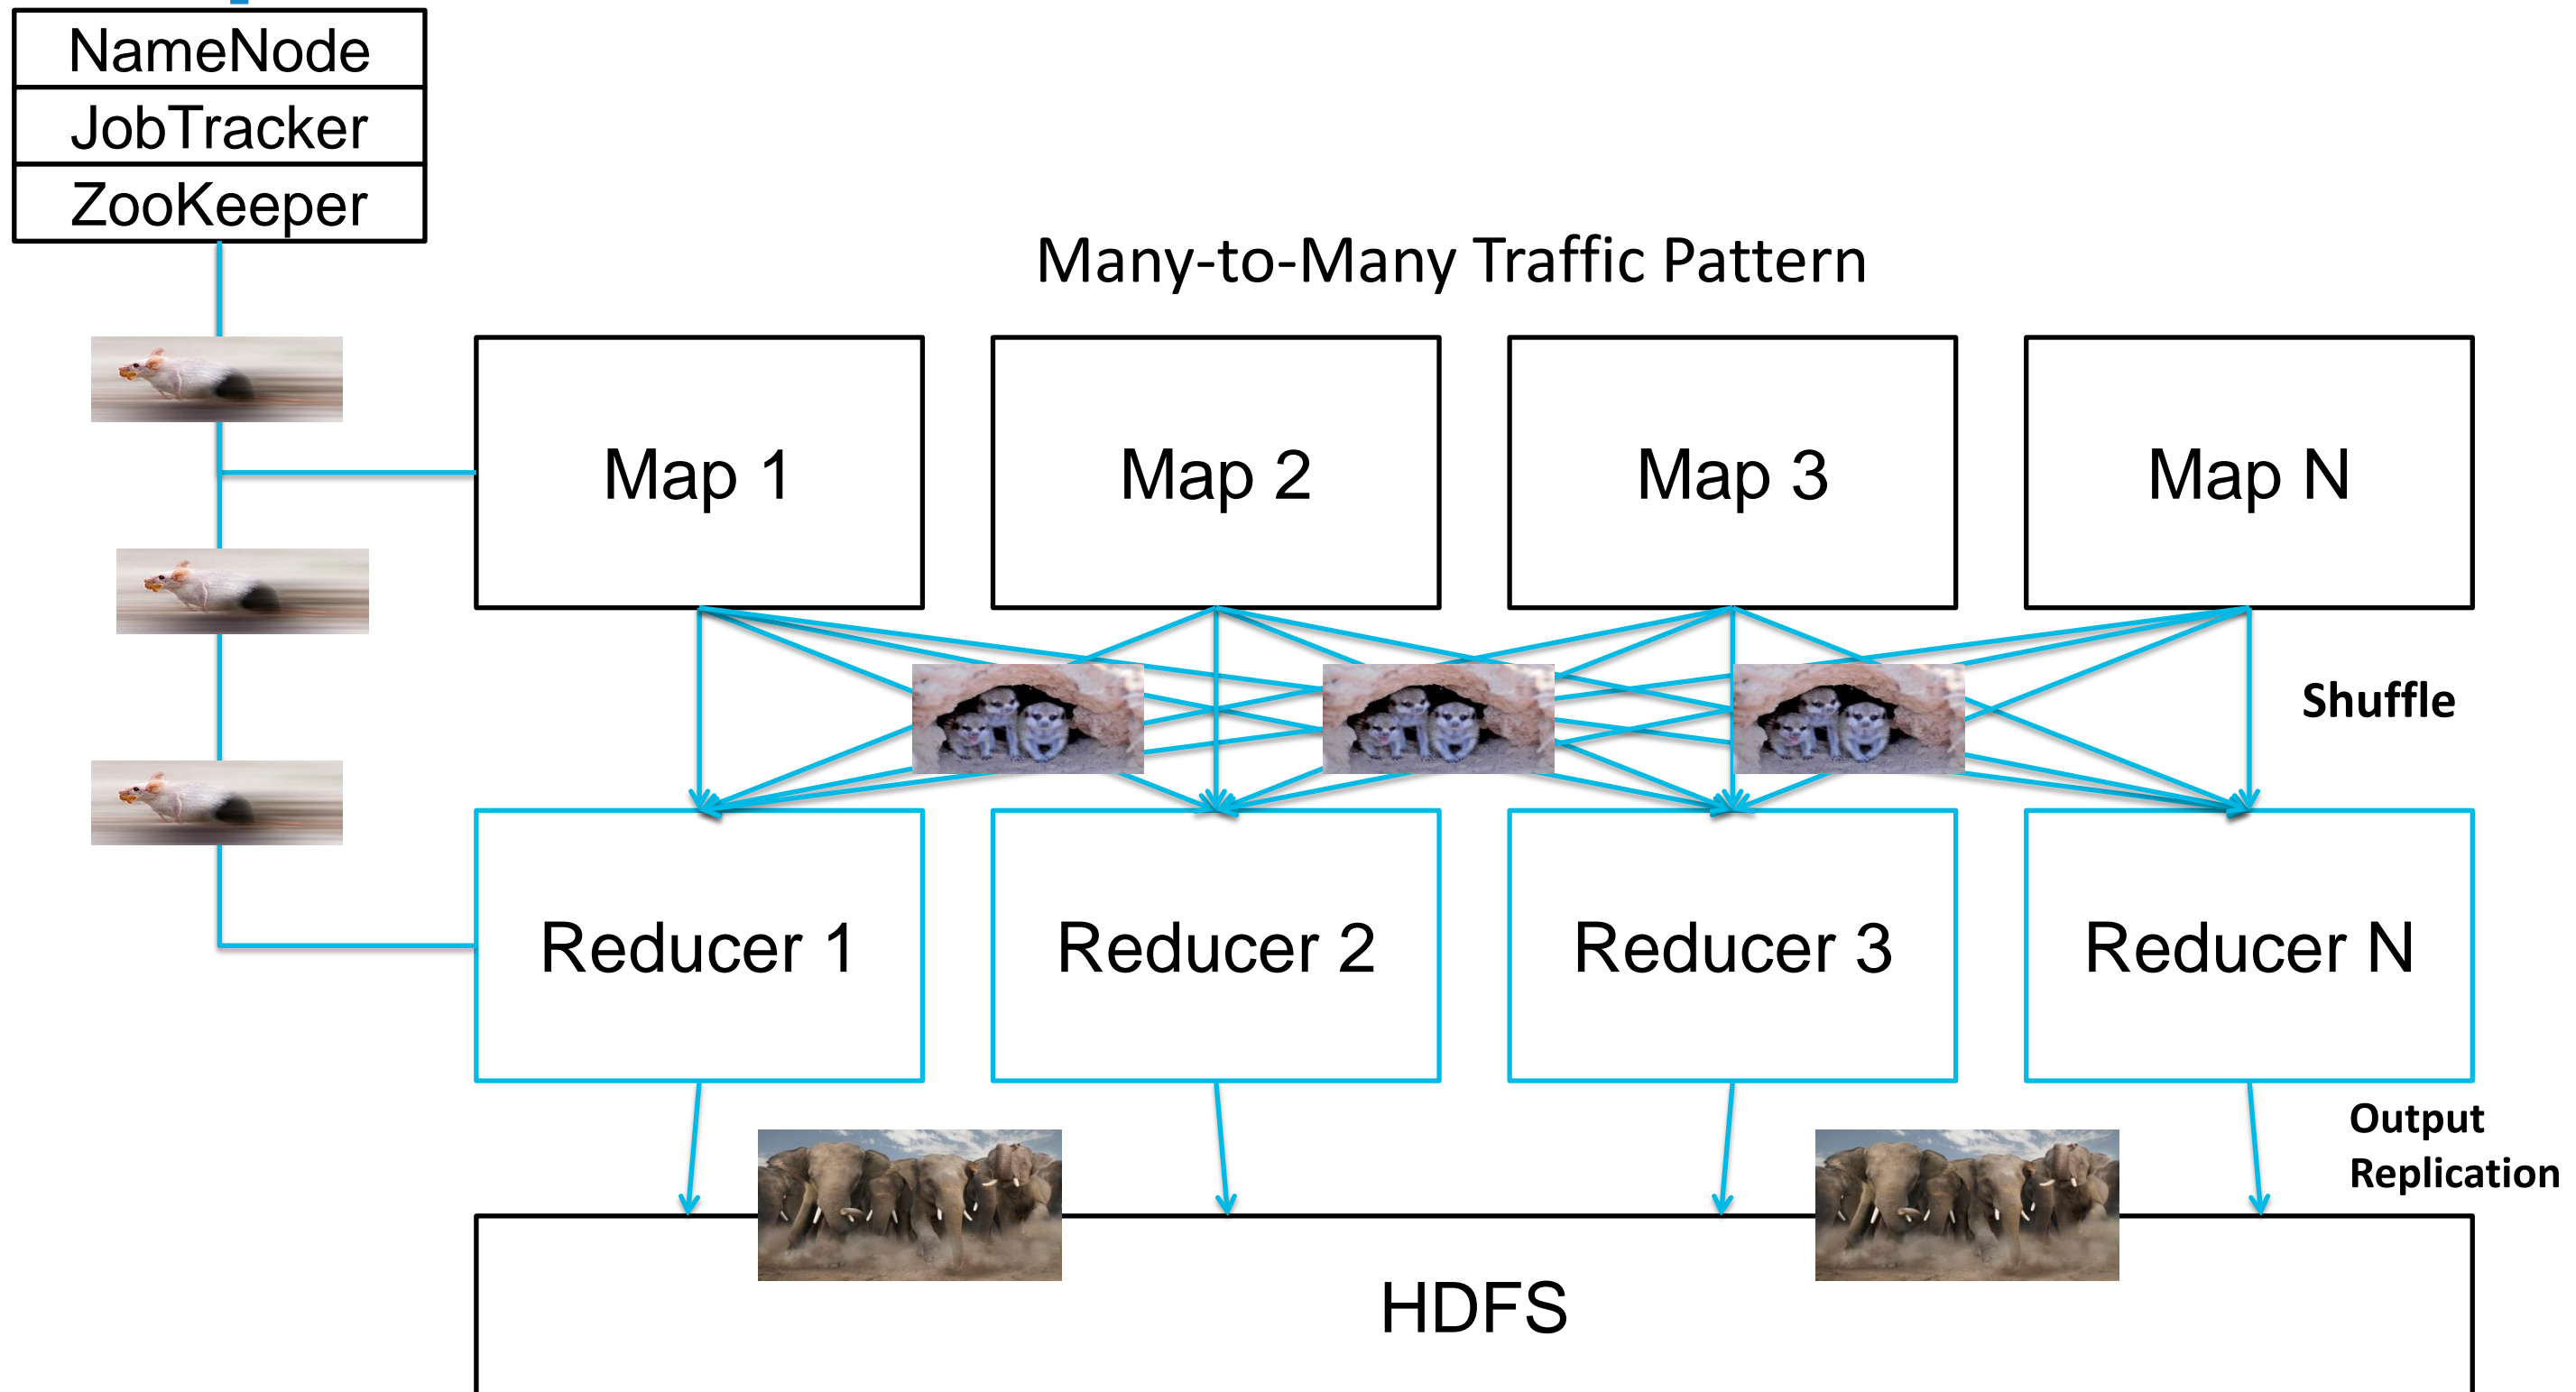 NameNode
JobTracker
ZooKeeper
Many-to-Many Traffic Pattern
Map 1
Map 2
Map 3
Map N
Shuffle
Reducer 1
Reducer 2
Reducer 3
Reducer N
Output
Replication
HDFS